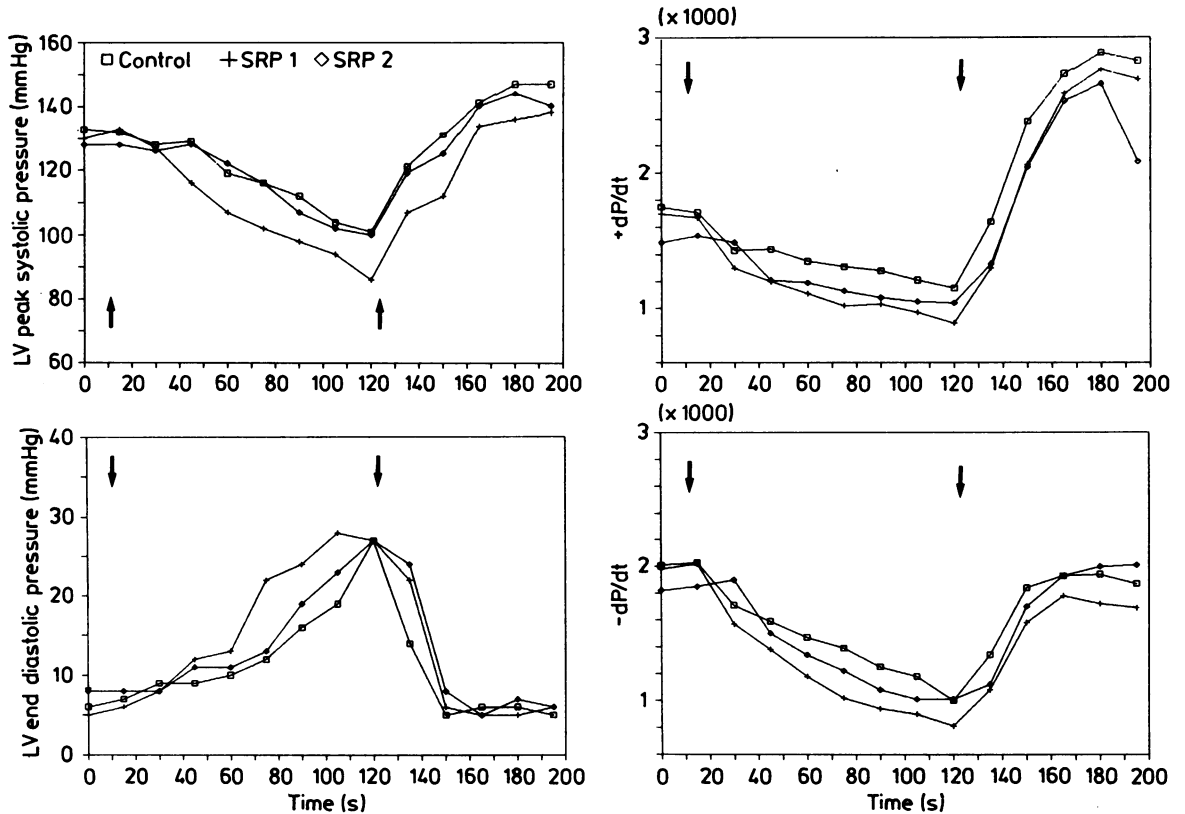 LV peak systolic pressure (mmHg)
160
140
120
100
80
60
□ Control + SRP 1 ◇ SRP 2
0 20 40 60 80 100 120 140 160 180 200
(x 1000)
+dP/dt
3
2
1
0 20 40 60 80 100 120 140 160 180 200
LV end diastolic pressure (mmHg)
40
30
20
10
0
0 20 40 60 80 100 120 140 160 180 200
Time (s)
(x 1000)
-dP/dt
3
2
1
0 20 40 60 80 100 120 140 160 180 200
Time (s)